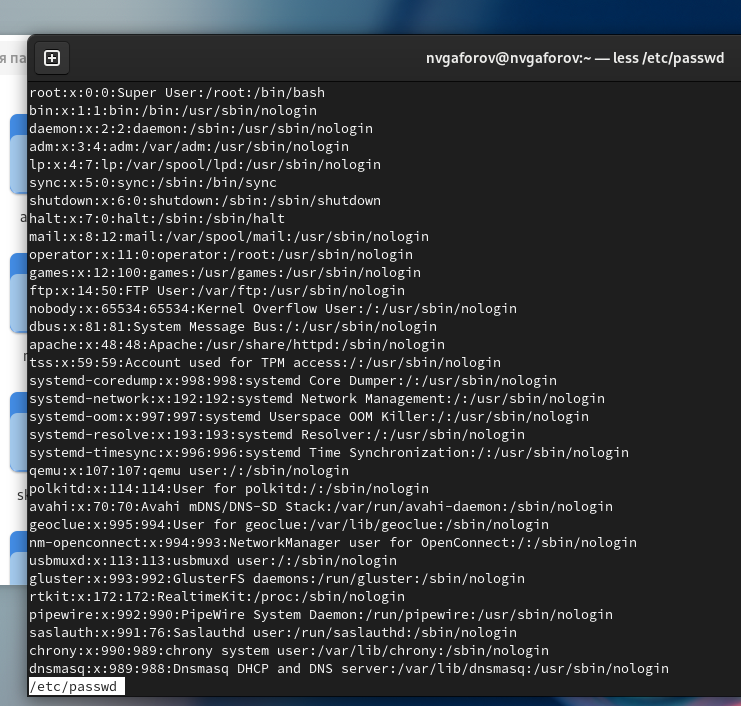 я па
nvgaforov@nvgaforov:~ — less /etc/passwd
root:x:0:0:Super User:/root:/bin/bash
bin:x:1:1:bin:/bin:/usr/sbin/nologin
daemon:x:2:2:daemon:/sbin:/usr/sbin/nologin
adm:x:3:4:adm:/var/adm:/usr/sbin/nologin
lp:x:4:7:lp:/var/spool/lpd:/usr/sbin/nologin
sync:x:5:0:sync:/sbin:/bin/sync
shutdown:x:6:0:shutdown:/sbin:/sbin/shutdown
halt:x:7:0:halt:/sbin:/sbin/halt
mail:x:8:12:mail:/var/spool/mail:/usr/sbin/nologin
operator:x:11:0:operator:/root:/usr/sbin/nologin
games:x:12:100:games:/usr/games:/usr/sbin/nologin
ftp:x:14:50:FTP User:/var/ftp:/usr/sbin/nologin
nobody:x:65534:65534:Kernel Overflow User:/:/usr/sbin/nologin
dbus:x:81:81:System Message Bus:/:/usr/sbin/nologin
apache:x:48:48:Apache:/usr/share/httpd:/sbin/nologin
tss:x:59:59:Account used for TPM access:/:/usr/sbin/nologin
systemd-coredump:x:998:998:systemd Core Dumper:/:/usr/sbin/nologin
systemd-network:x:192:192:systemd Network Management:/:/usr/sbin/nologin
systemd-oom:x:997:997:systemd Userspace OOM Killer:/:/usr/sbin/nologin
systemd-resolve:x:193:193:systemd Resolver:/:/usr/sbin/nologin
systemd-timesync:x:996:996:systemd Time Synchronization:/:/usr/sbin/nologin
qemu:x:107:107:qemu user:/:/sbin/nologin
polkitd:x:114:114:User for polkitd:/:/sbin/nologin
avahi:x:70:70:Avahi mDNS/DNS-SD Stack:/var/run/avahi-daemon:/sbin/nologin
geoclue:x:995:994:User for geoclue:/var/lib/geoclue:/sbin/nologin
nm-openconnect:x:994:993:NetworkManager user for OpenConnect:/:/sbin/nologin
usbmuxd:x:113:113:usbmuxd user:/:/sbin/nologin
gluster:x:993:992:GlusterFS daemons:/run/gluster:/sbin/nologin
rtkit:x:172:172:RealtimeKit:/proc:/sbin/nologin
pipewire:x:992:990:PipeWire System Daemon:/run/pipewire:/usr/sbin/nologin
saslauth:x:991:76:Saslauthd user:/run/saslauthd:/sbin/nologin
chrony:x:990:989:chrony system user:/var/lib/chrony:/sbin/nologin
dnsmasq:x:989:988:Dnsmasq DHCP and DNS server:/var/lib/dnsmasq:/usr/sbin/nologin
/etc/passwd